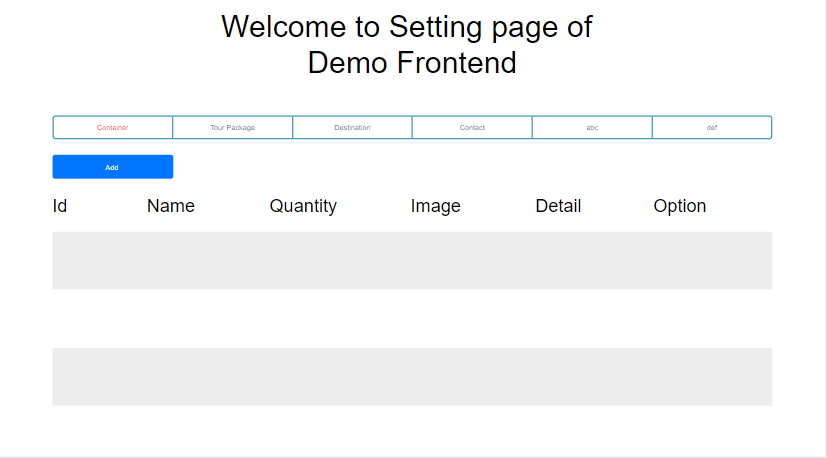 Welcome to Setting page of
Demo Frontend
Container Tour Package Destination Contact abc def
Add
Id Name Quantity Image Detail Option